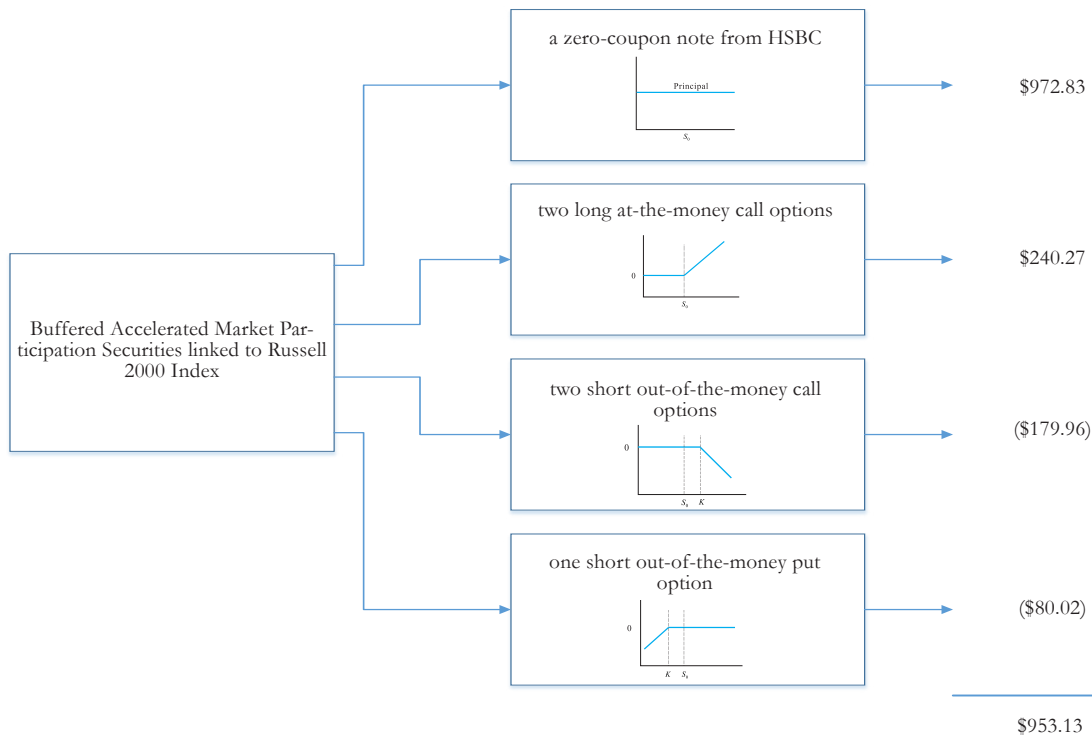 a zero-coupon note from HSBC
Principal
S₀
$972.83
two long at-the-money call options
0
S₀
$240.27
Buffered Accelerated Market Par-
ticipation Securities linked to Russell
2000 Index
two short out-of-the-money call
options
0
S₀ K
($179.96)
one short out-of-the-money put
option
0
K S₀
($80.02)
$953.13